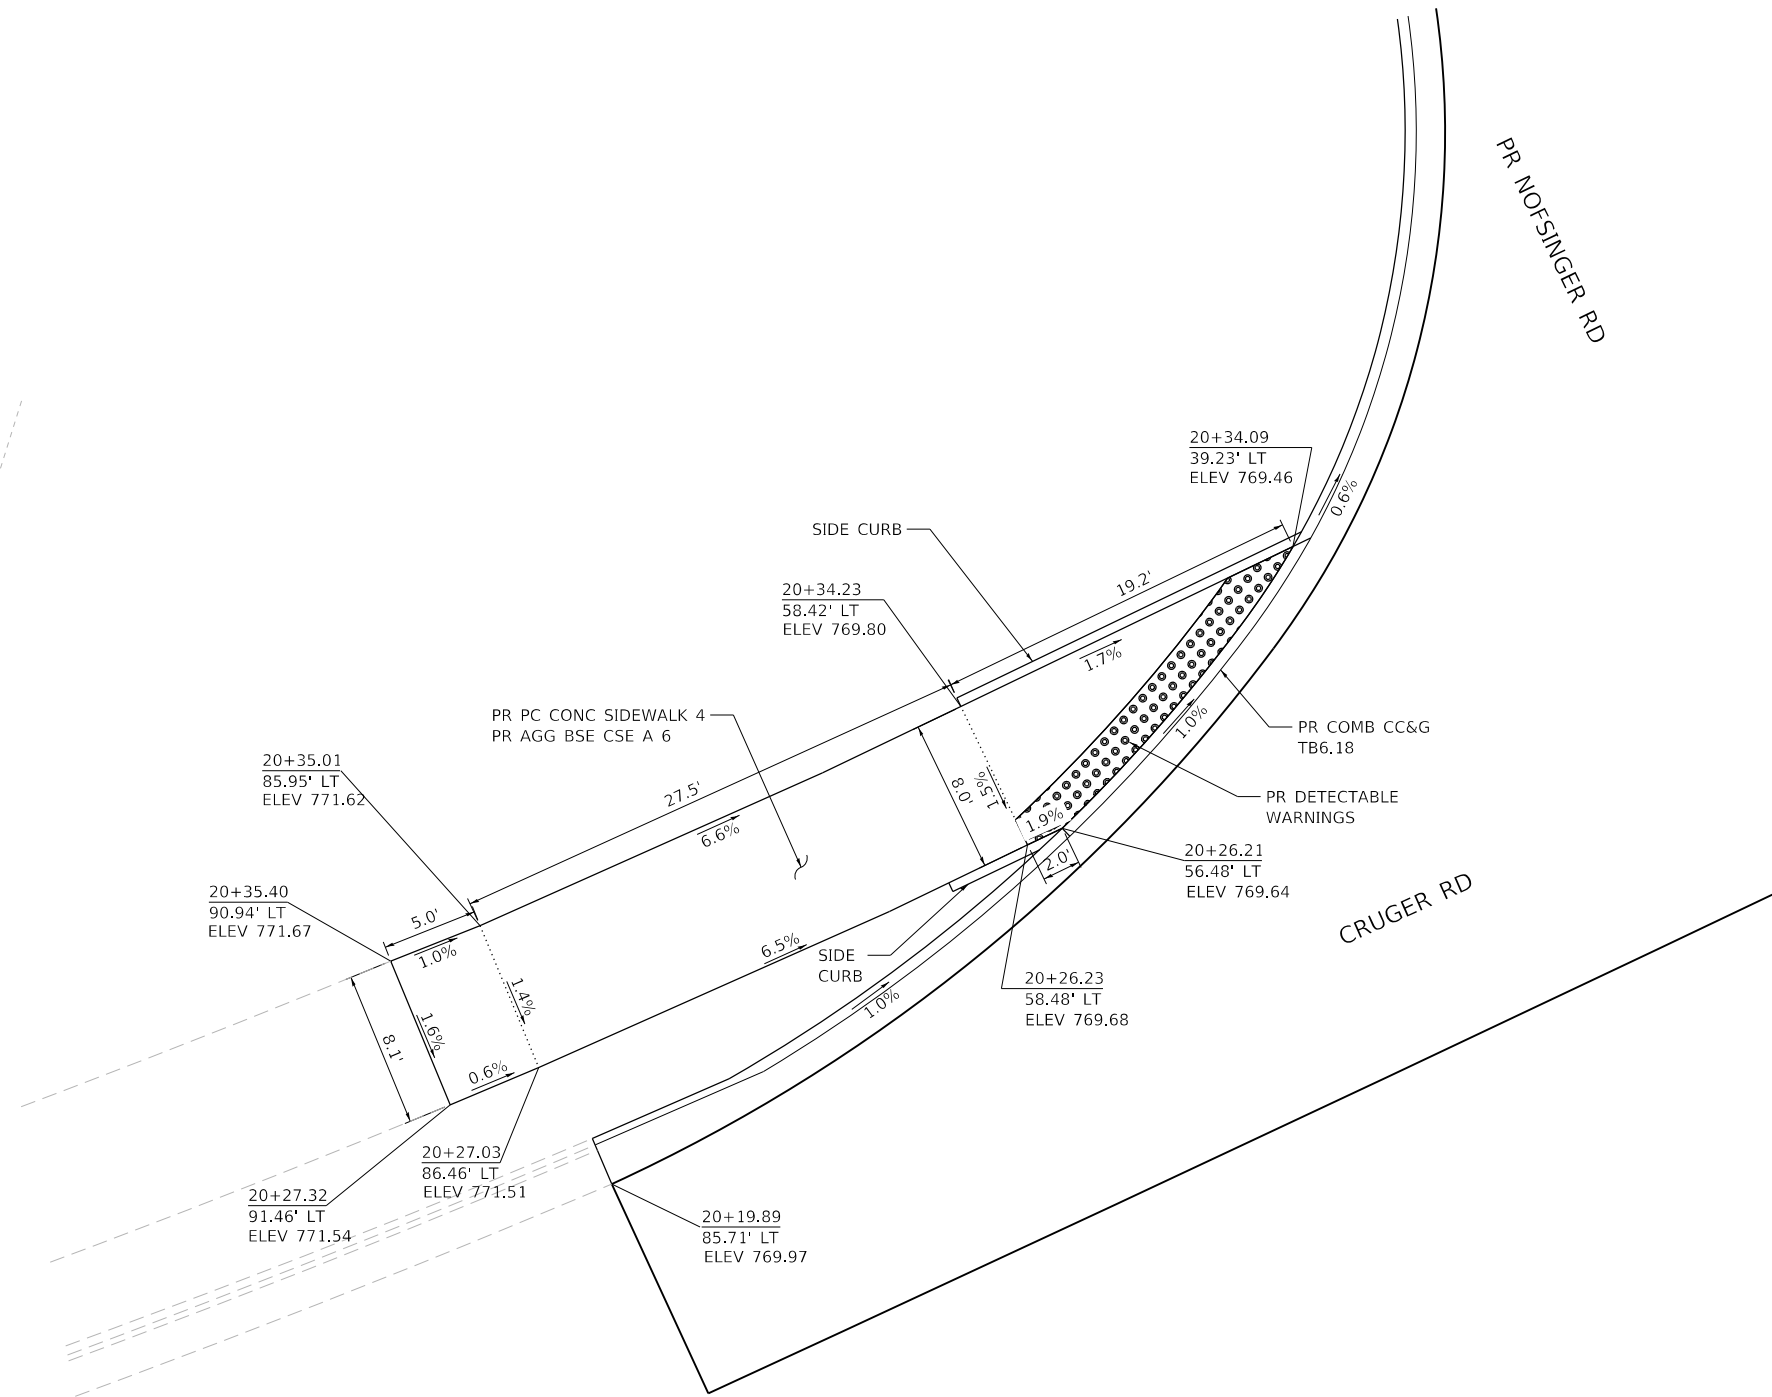 PR NOFSINGER RD
20+34.09
39.23' LT
ELEV 769.46
0.6%
SIDE CURB
19.2'
20+34.23
58.42' LT
ELEV 769.80
1.7%
PR PC CONC SIDEWALK 4
PR AGG BSE CSE A 6
1.0%
PR COMB CC&G
TB6.18
20+35.01
85.95' LT
ELEV 771.62
27.5'
8.0'
1.5%
PR DETECTABLE
WARNINGS
6.6%
1.9%
20+26.21
56.48' LT
ELEV 769.64
2.0'
20+35.40
90.94' LT
ELEV 771.67
5.0'
CRUGER RD
1.0%
6.5%
SIDE
CURB
20+26.23
58.48' LT
ELEV 769.68
1.4%
1.0%
1.6%
8.1'
0.6%
20+27.03
86.46' LT
ELEV 771.51
20+27.32
91.46' LT
ELEV 771.54
20+19.89
85.71' LT
ELEV 769.97